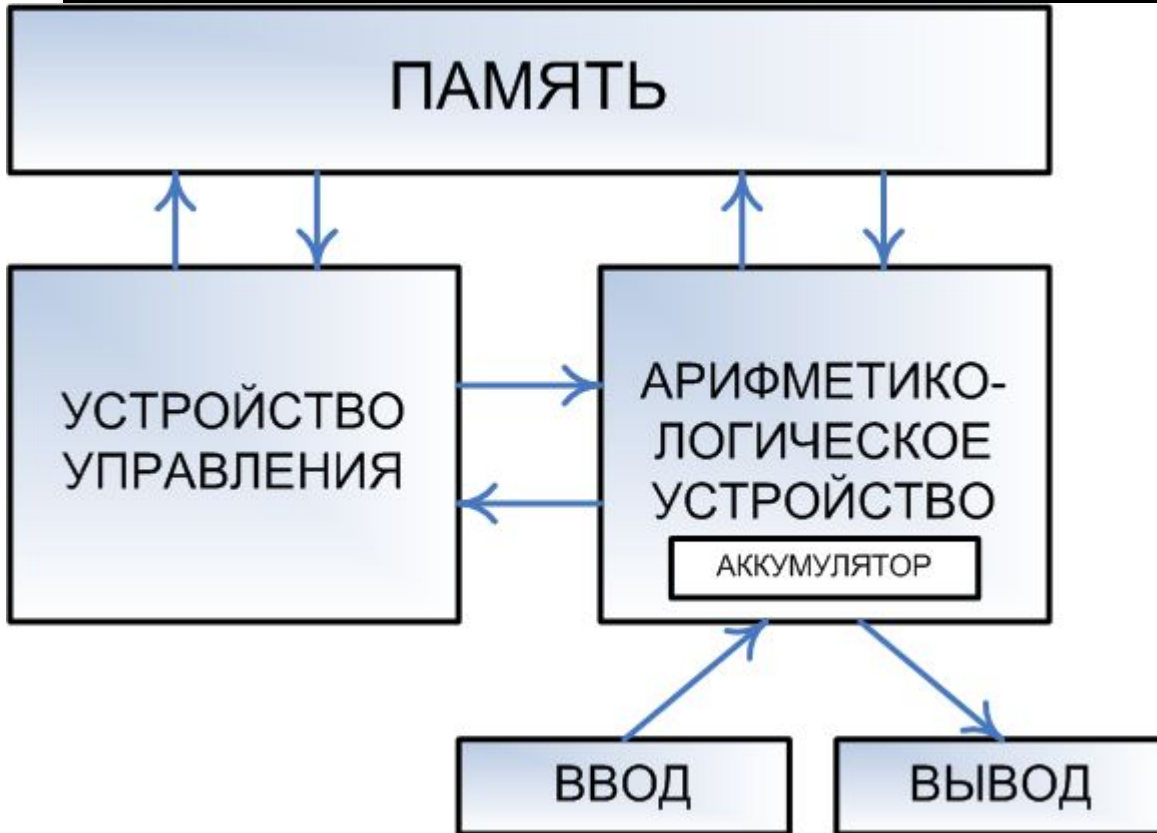 ПАМЯТЬ
УСТРОЙСТВО
УПРАВЛЕНИЯ
АРИФМЕТИКО-
ЛОГИЧЕСКОЕ
УСТРОЙСТВО
АККУМУЛЯТОР
ВВОД
ВЫВОД